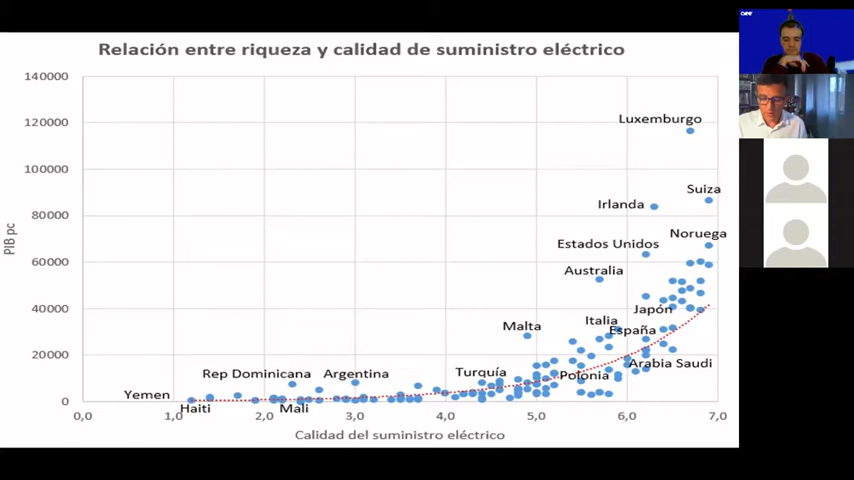 Relación entre riqueza y calidad de suministro eléctrico
140000
120000
100000
80000
60000
40000
20000
0
PIB pc
Luxemburgo
Suiza
Irlanda
Noruega
Estados Unidos
Australia
Japón
Italia
España
Malta
Arabia Saudi
Turquía
Polonia
Rep Dominicana
Argentina
Yemen
Haiti
Mali
0,0 1,0 2,0 3,0 4,0 5,0 6,0 7,0
Calidad del suministro eléctrico